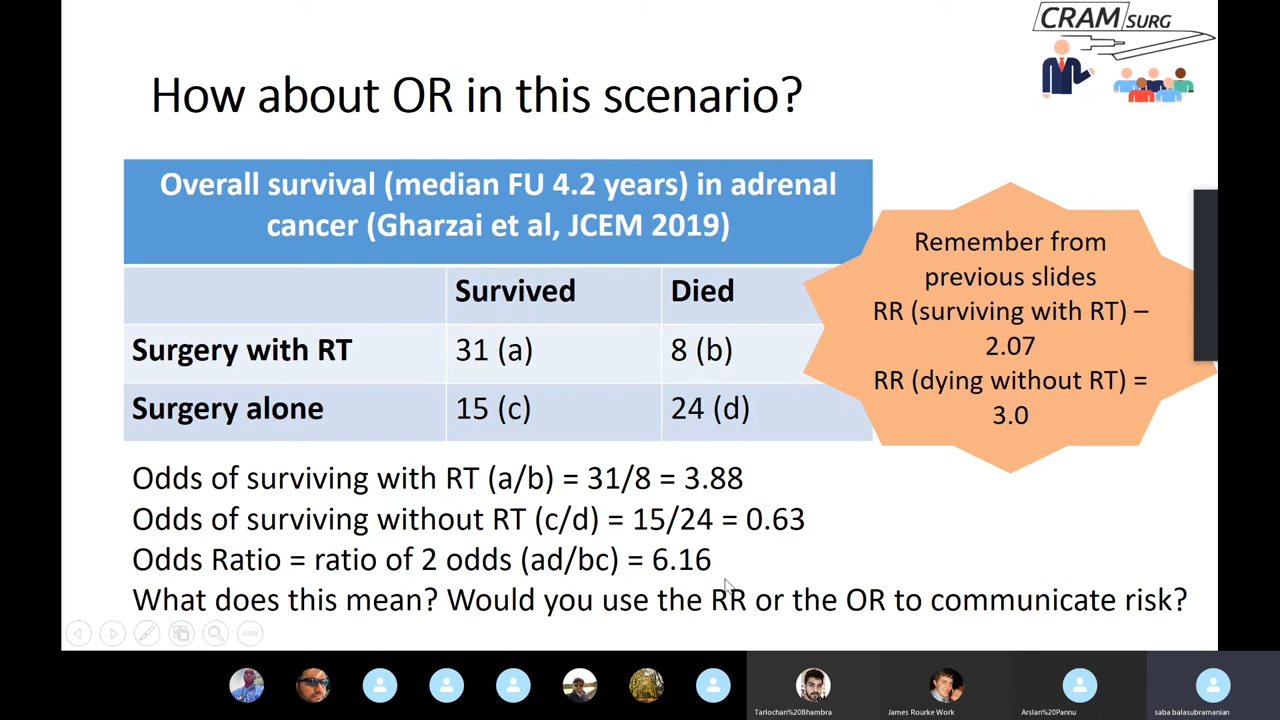 CRAM SURG
How about OR in this scenario?
Overall survival (median FU 4.2 years) in adrenal
cancer (Gharzai et al, JCEM 2019)
Survived Died
Surgery with RT 31 (a) 8 (b)
Surgery alone 15 (c) 24 (d)
Remember from
previous slides
RR (surviving with RT) –
2.07
RR (dying without RT) =
3.0
Odds of surviving with RT (a/b) = 31/8 = 3.88
Odds of surviving without RT (c/d) = 15/24 = 0.63
Odds Ratio = ratio of 2 odds (ad/bc) = 6.16
What does this mean? Would you use the RR or the OR to communicate risk?
Tarlochan%20Bhambra
James Rourke Work
Arslan%20Pannu
saba balasubramanian